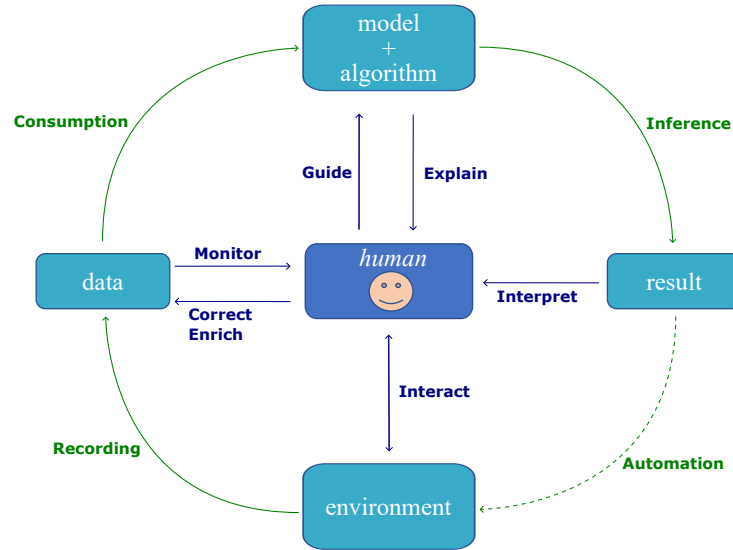 model
+
algorithm
Consumption
Inference
Guide
Explain
Monitor
human
data
result
Interpret
Correct
Enrich
Interact
Recording
Automation
environment